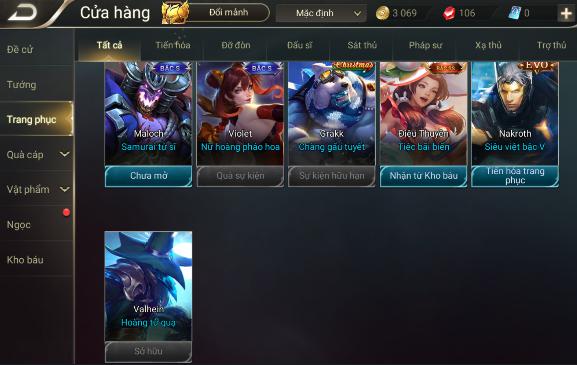 Cửa hàng
Đổi mảnh
Mặc định
3 069
106
0
Đề cử
Tướng
Trang phục
Quà cáp
Vật phẩm
Ngọc
Kho báu
Tất cả
Tiến hóa
Đỡ đòn
Đấu sĩ
Sát thủ
Pháp sư
Xạ thủ
Trợ thủ
BẬC S
Maloch
Samurai tử sĩ
Chưa mở
BẬC S
Violet
Nữ hoàng pháo hoa
Quà sự kiện
Christmas
Grakk
Chàng gấu tuyết
Sự kiện hữu hạn
Điêu Thuyền
Tiệc bãi biển
Nhận từ Kho báu
EVO
Nakroth
Siêu việt bậc V
Tiến hóa trang
phục
Valhein
Hoàng tử quạ
Sở hữu